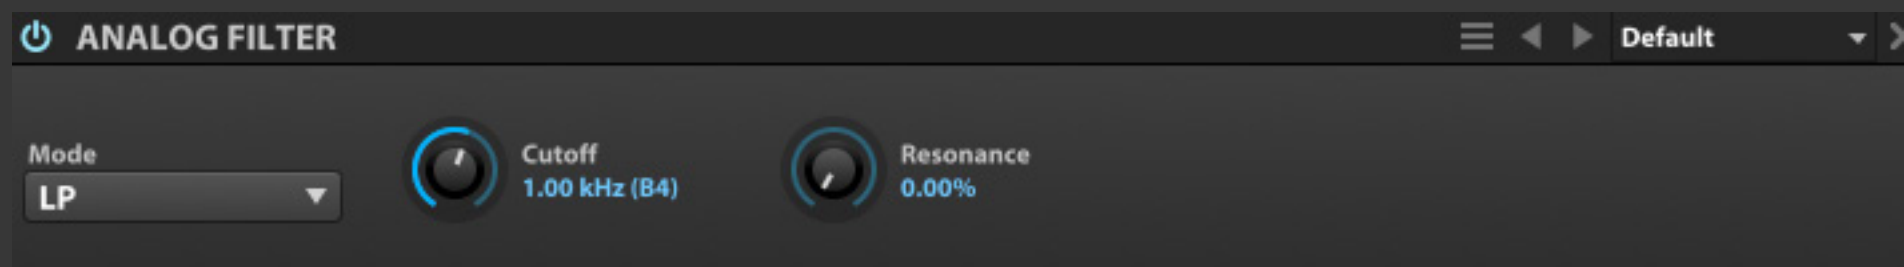 ANALOG FILTER
Default
Mode
LP
Cutoff
1.00 kHz (B4)
Resonance
0.00%